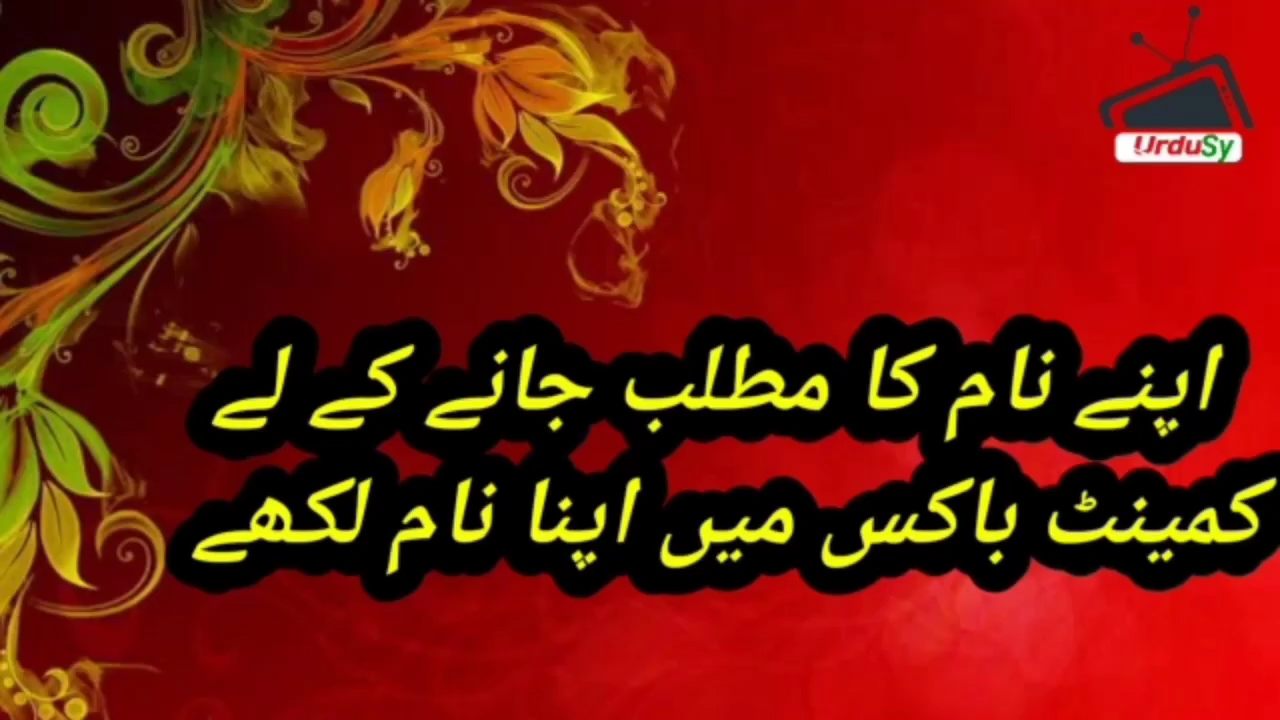 UrduSy
اپنے نام کا مطلب جانے کے لے
کمینٹ باکس میں اپنا نام لکھے